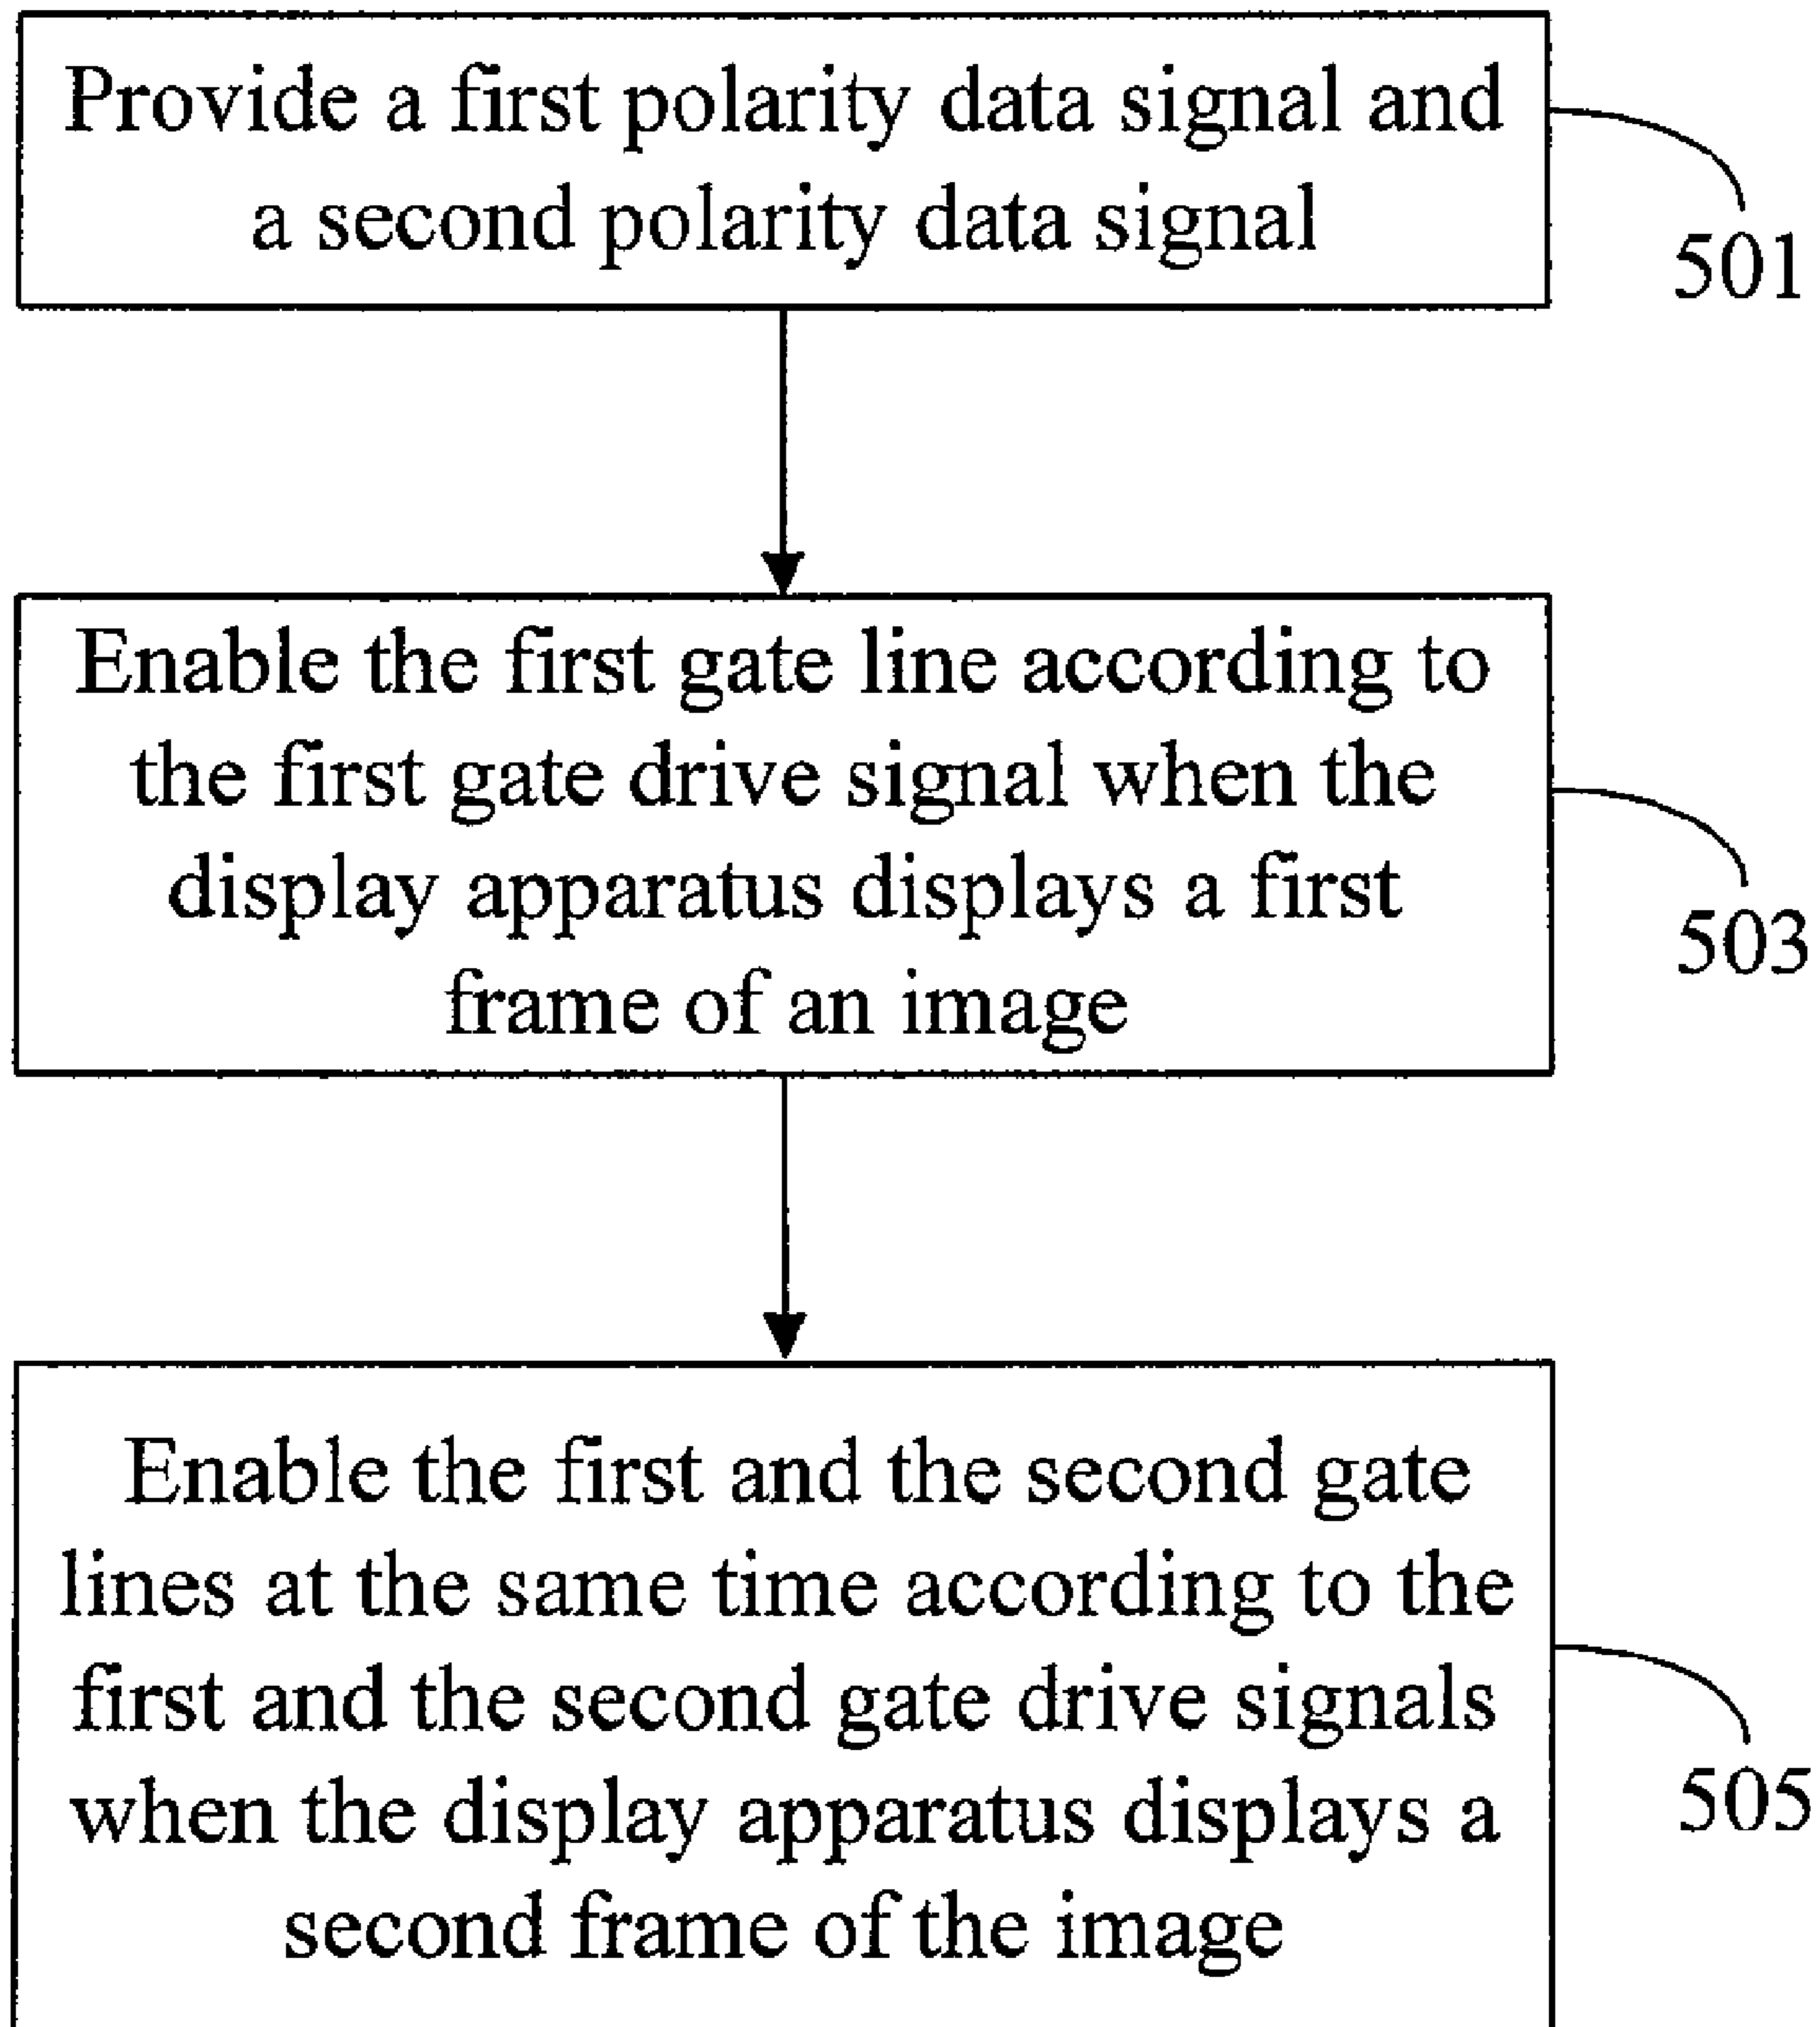 Provide a first polarity data signal and
a second polarity data signal
501
Enable the first gate line according to
the first gate drive signal when the
display apparatus displays a first
frame of an image
503
Enable the first and the second gate
lines at the same time according to the
first and the second gate drive signals
when the display apparatus displays a
second frame of the image
505